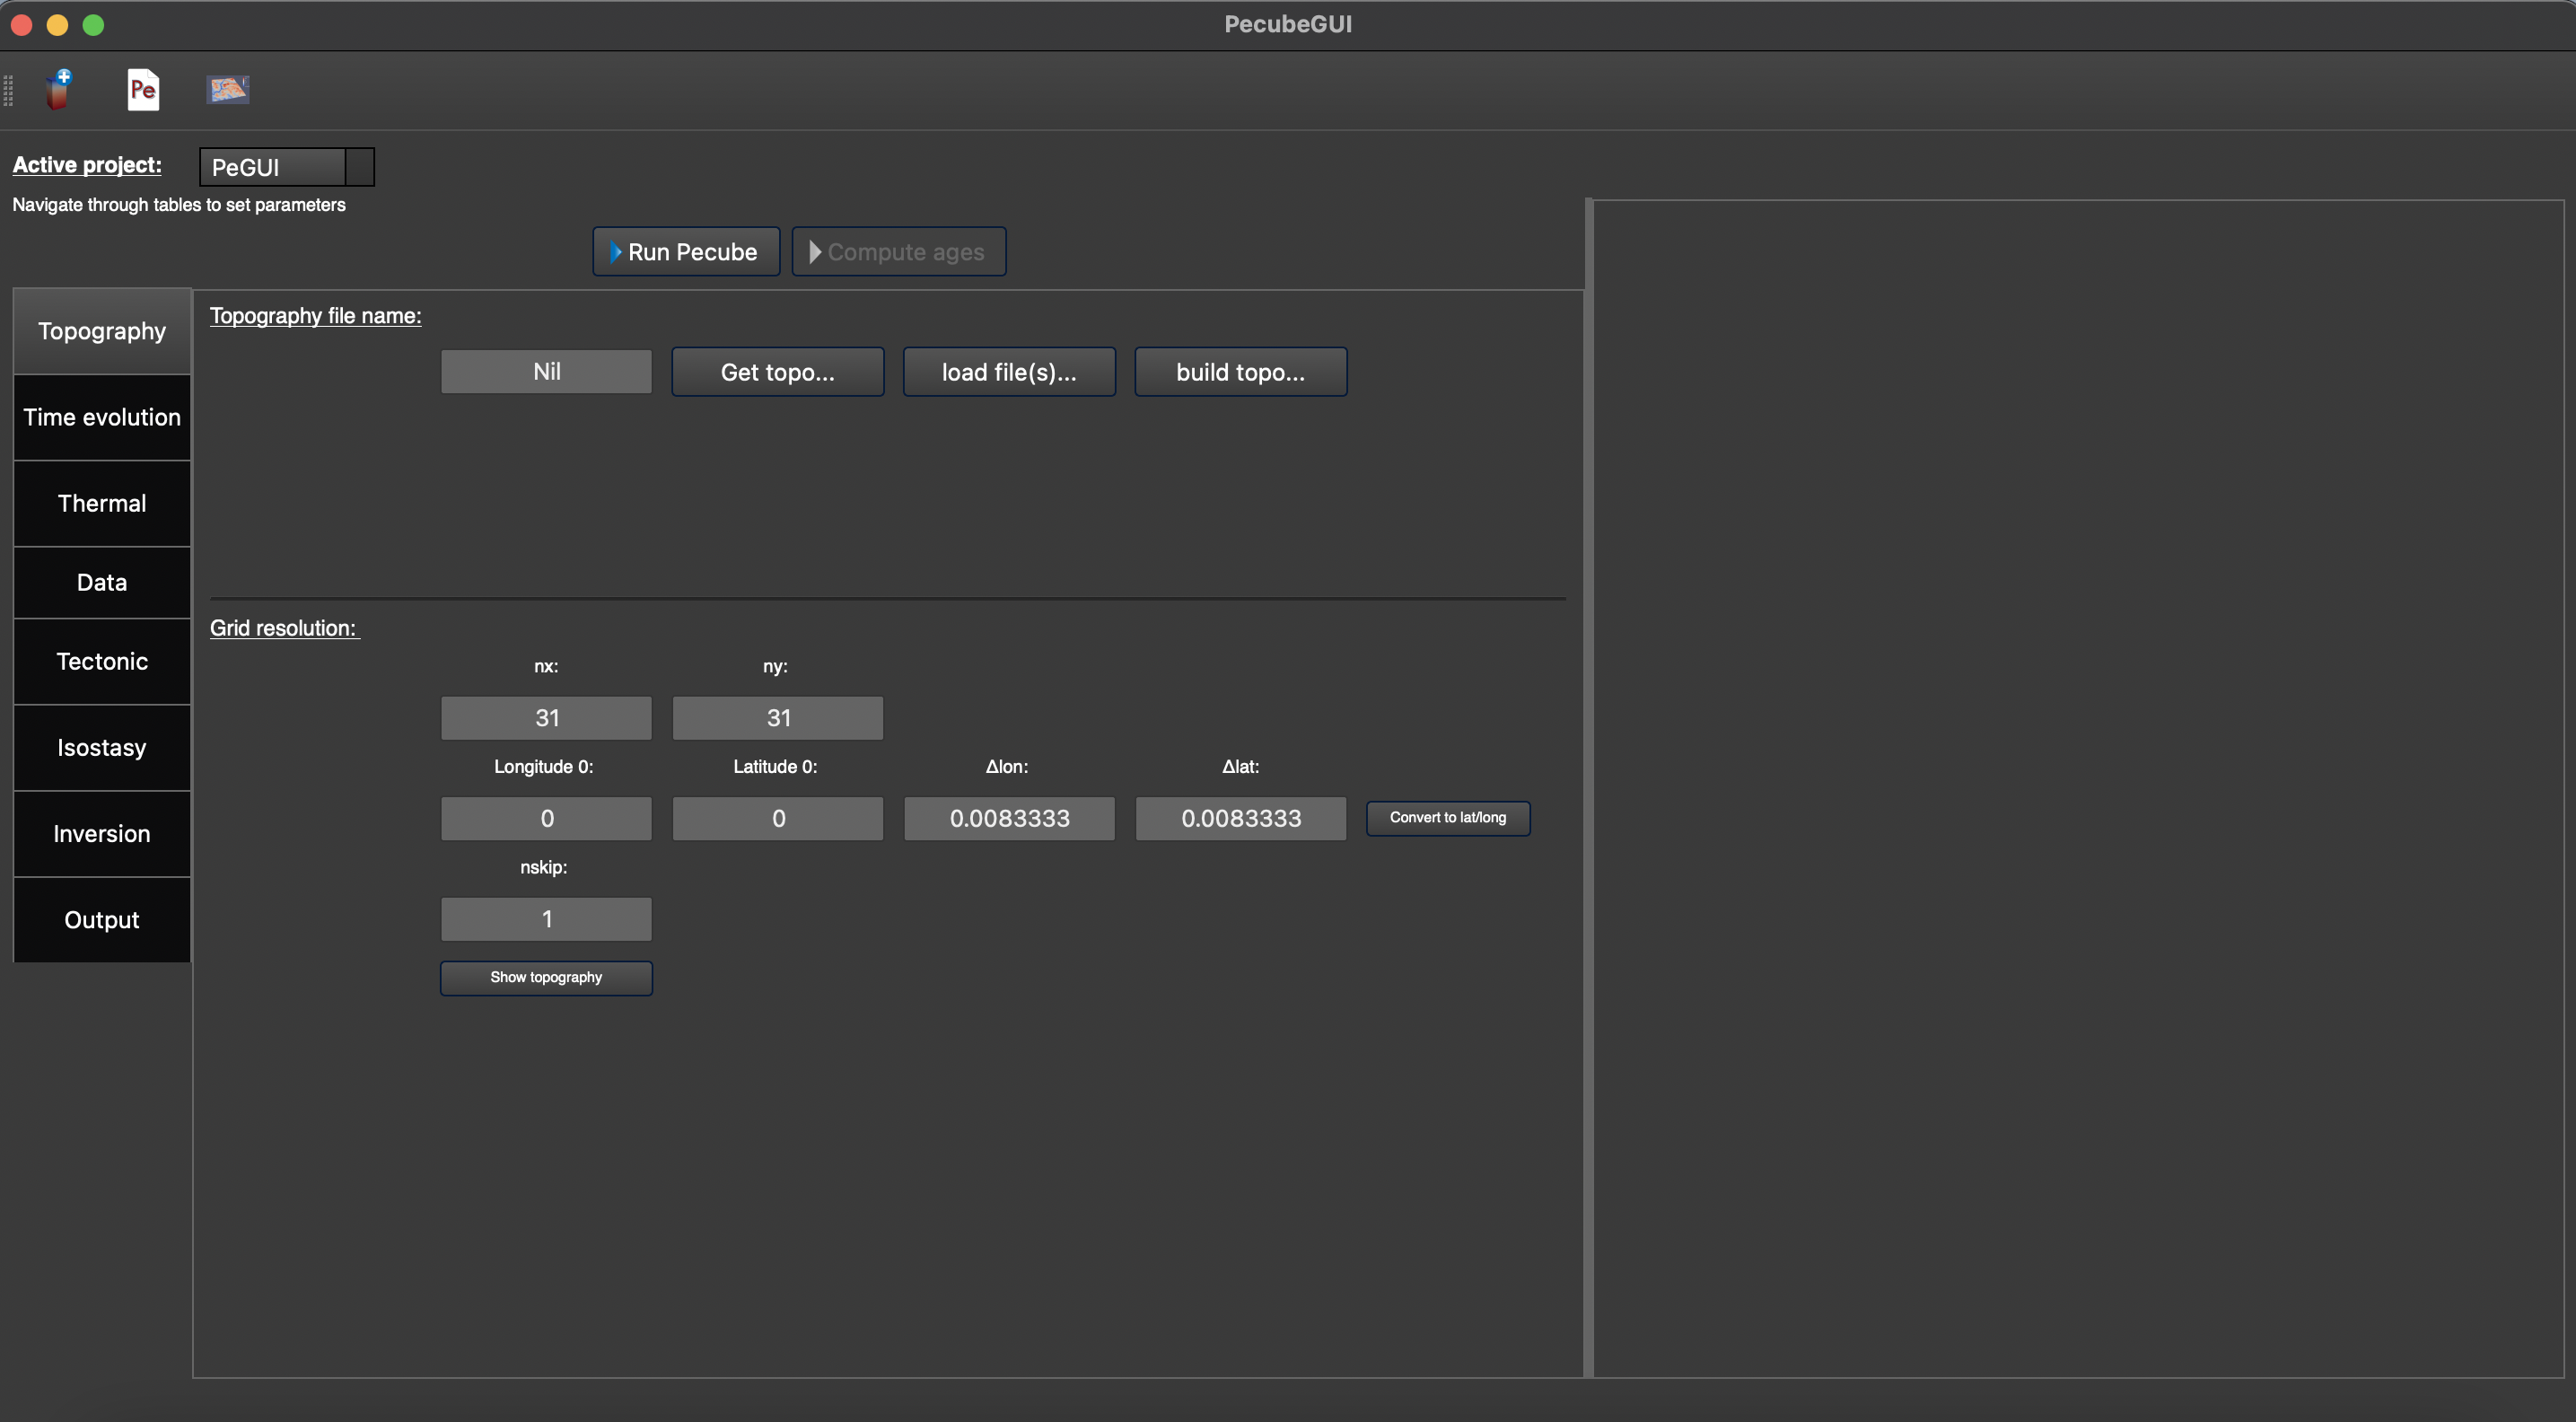 PecubeGUI
Pe
Active project:
PeGUI
Navigate through tables to set parameters
Run Pecube
Compute ages
Topography
Time evolution
Thermal
Data
Tectonic
Isostasy
Inversion
Output
Topography file name:
Nil
Get topo...
load file(s)...
build topo...
Grid resolution:
nx:
ny:
31
31
Longitude 0:
Latitude 0:
Δlon:
Δlat:
0
0
0.0083333
0.0083333
Convert to lat/long
nskip:
1
Show topography